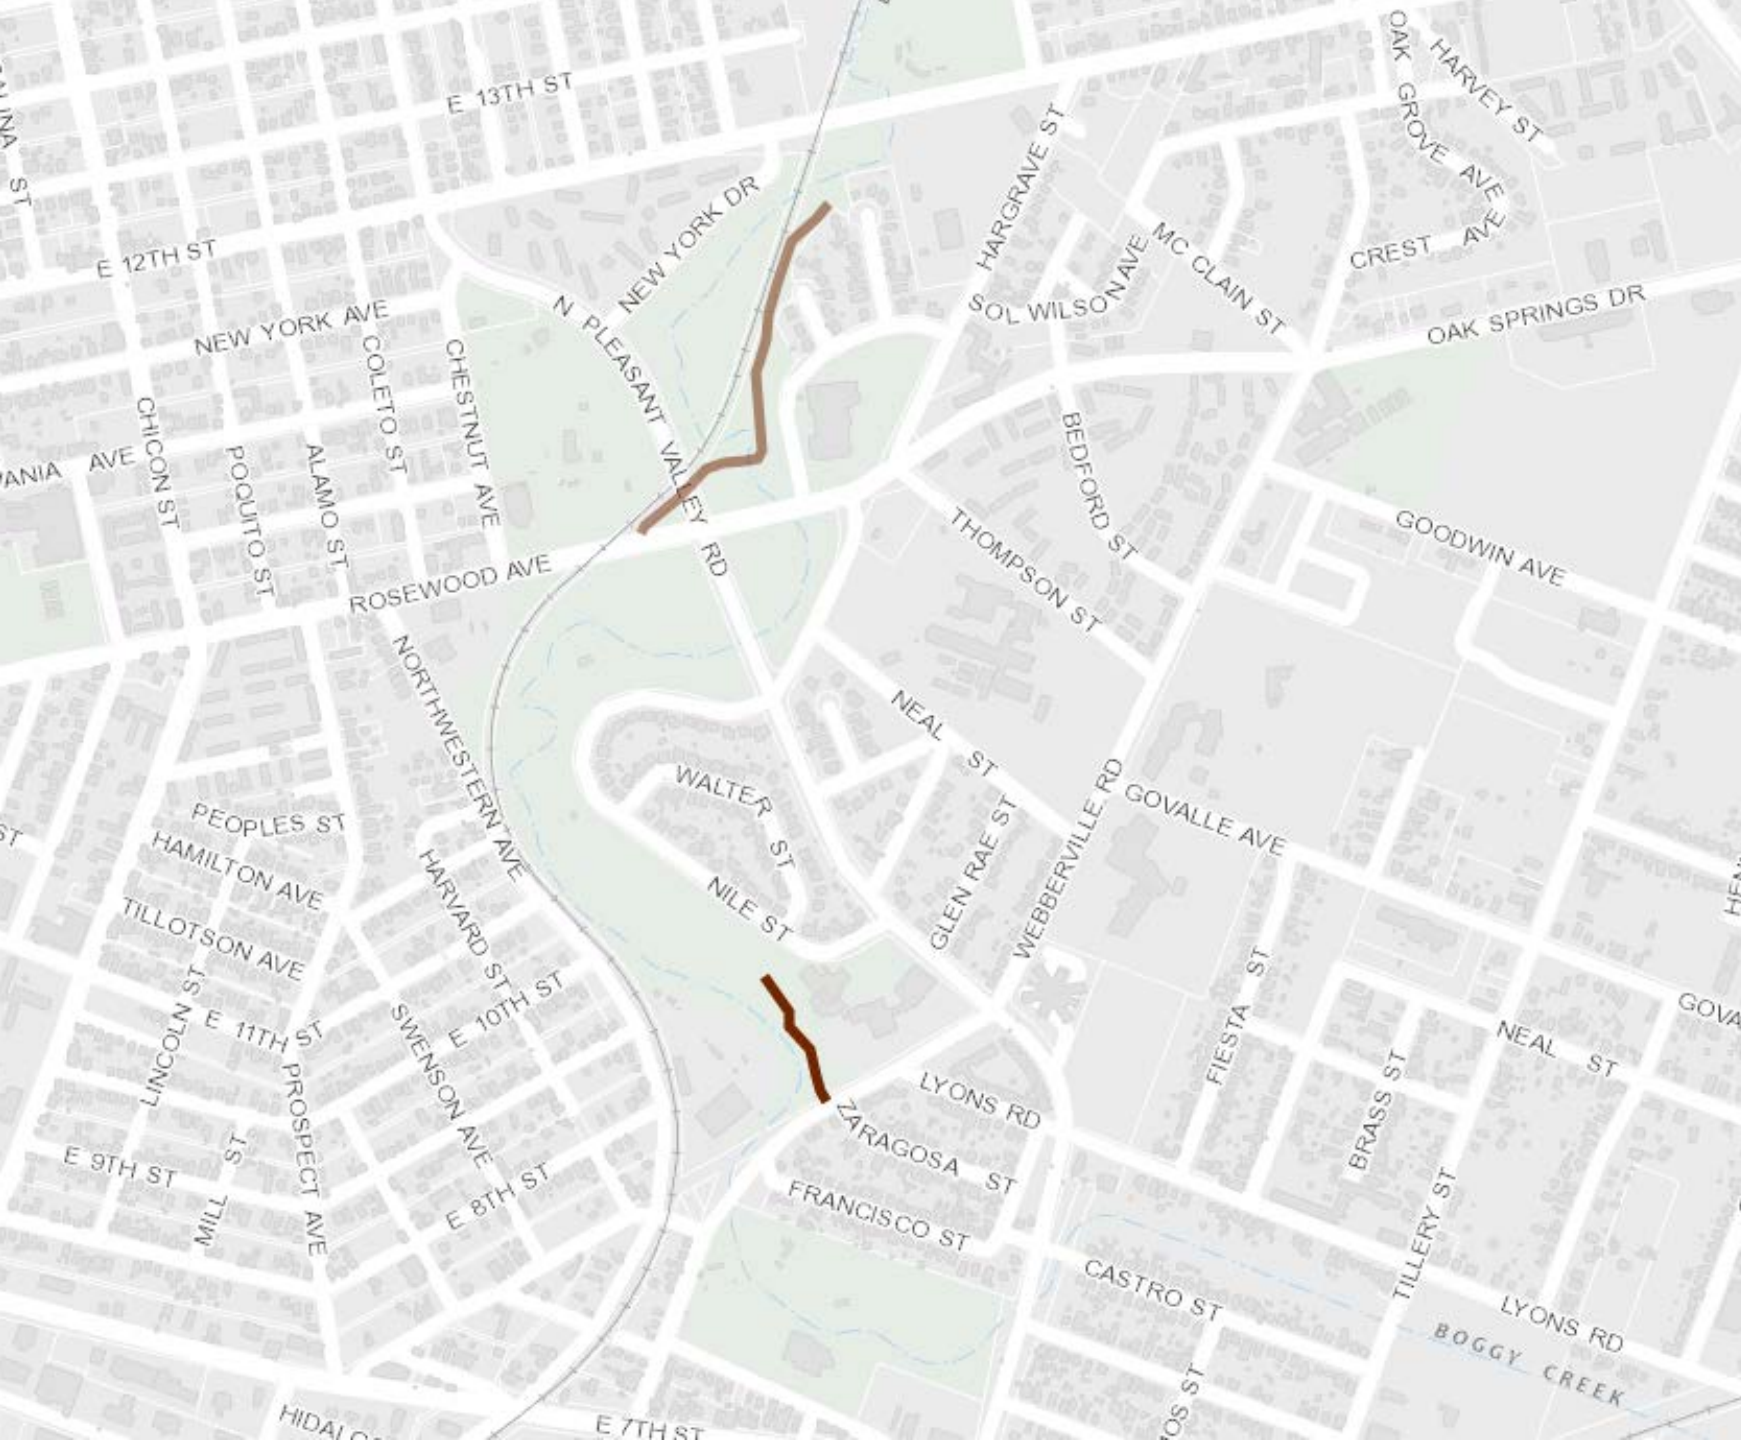 OAK GROVE AVE
HARVEY ST
E 13TH ST
HARGRAVE ST
NEW YORK DR
MC CLAIN ST
CREST AVE
E 12TH ST
SOL WILSON AVE
OAK SPRINGS DR
N PLEASANT VALLEY RD
NEW YORK AVE
COLETO ST
CHESTNUT AVE
CHICON ST
AVE
POQUITO ST
ALAMO ST
BEDFORD ST
GOODWIN AVE
THOMPSON ST
ROSEWOOD AVE
NORTHWESTERN AVE
NEAL ST
WALTER ST
GOVALLE AVE
WEBBERVILLE RD
PEOPLES ST
HAMILTON AVE
HARVARD ST
GLEN RAE ST
NILE ST
TILLOTSON AVE
ST
ST
LINCOLN ST
E 10TH ST
E 11TH ST
SWENSON AVE
FIESTA ST
NEAL ST
BRASS ST
PROSPECT AVE
LYONS RD
ZARAGOSA ST
E 9TH ST
MILL ST
E 8TH ST
FRANCISCO ST
TILLERY ST
CASTRO ST
LYONS RD
BOGGY CREEK
E 7TH ST